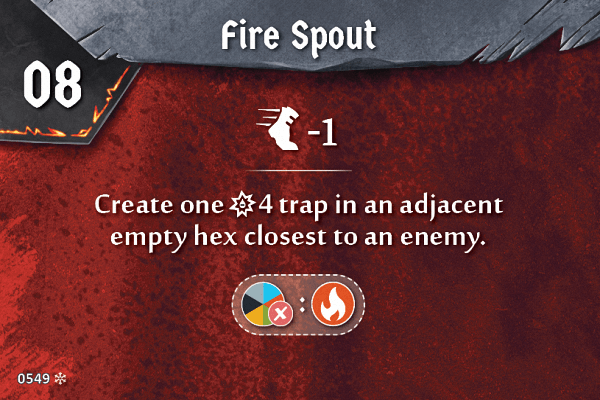 Fire Spout
08
-1
Create one 4 trap in an adjacent
empty hex closest to an enemy.
:
0549